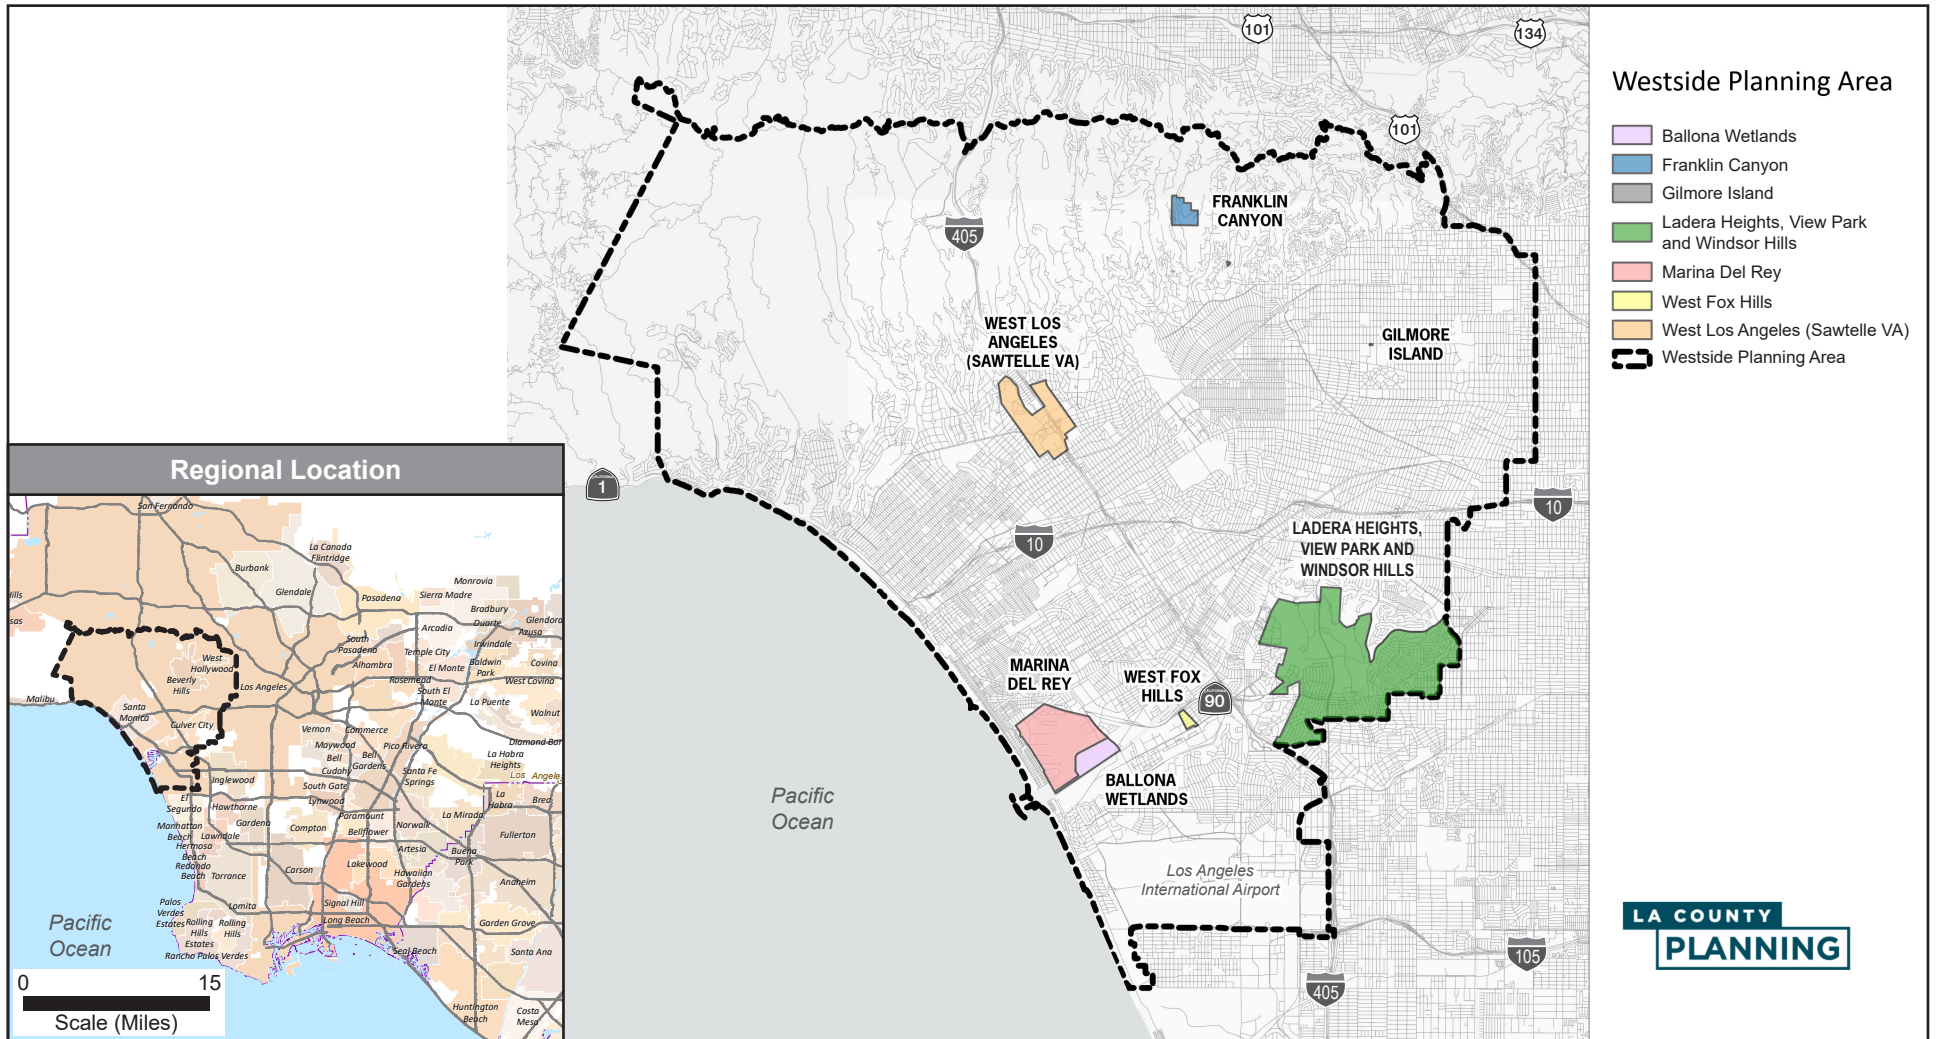 101
134
101
405
FRANKLIN
CANYON
WEST LOS
ANGELES
(SAWTELLE VA)
GILMORE
ISLAND
CALIFORNIA
1
10
10
LADERA HEIGHTS,
VIEW PARK AND
WINDSOR HILLS
MARINA
DEL REY
WEST FOX
HILLS
CALIFORNIA
90
BALLONA
WETLANDS
Pacific
Ocean
Los Angeles
International Airport
105
405
Westside Planning Area
Ballona Wetlands
Franklin Canyon
Gilmore Island
Ladera Heights, View Park
and Windsor Hills
Marina Del Rey
West Fox Hills
West Los Angeles (Sawtelle VA)
Westside Planning Area
LA COUNTY
PLANNING
Regional Location
San Fernando
La Canada
Flintridge
Burbank
Glendale
Pasadena
Monrovia
Sierra Madre
Bradbury
Duarte
Glendora
Azusa
Arcadia
Irwindale
hills
sas
South
Pasadena
Temple City
Alhambra
El Monte
Baldwin
Park
Covina
West
Hollywood
Beverly
Hills
Los Angeles
Rosemead
South El
Monte
West Covina
La Puente
Walnut
Malibu
Santa
Monica
Culver City
Vernon
Commerce
Maywood
Bell
Pico Rivera
Bell
Gardens
Cudahy
Diamond Bar
La Habra
Heights
Santa Fe
Springs
Los Angeles
Inglewood
South Gate
Lynwood
El
Segundo
Hawthorne
La
Habra
Brea
Paramount
La Mirada
Manhattan
Beach
Lawndale
Gardena
Compton
Bellflower
Norwalk
Fullerton
Hermosa
Beach
Redondo
Beach
Torrance
Carson
Lakewood
Artesia
Buena
Park
Hawaiian
Gardens
Anaheim
Palos
Verdes
Estates
Lomita
Signal Hill
Long Beach
Rolling
Hills
Estates
Rolling
Hills
Garden Grove
Rancho Palos Verdes
Seal Beach
Santa Ana
Huntington
Beach
Costa
Mesa
Pacific
Ocean
0 15
Scale (Miles)